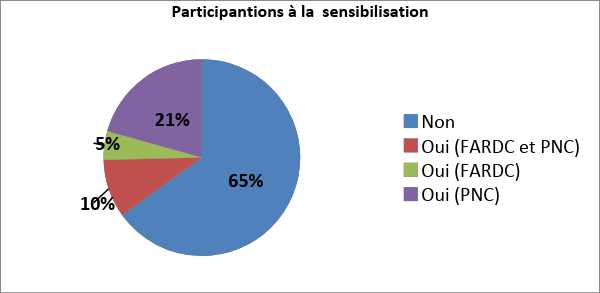 Participantions à la  sensibilisation
21%
5%
65%
10%
Non
Oui (FARDC et PNC)
Oui (FARDC)
Oui (PNC)